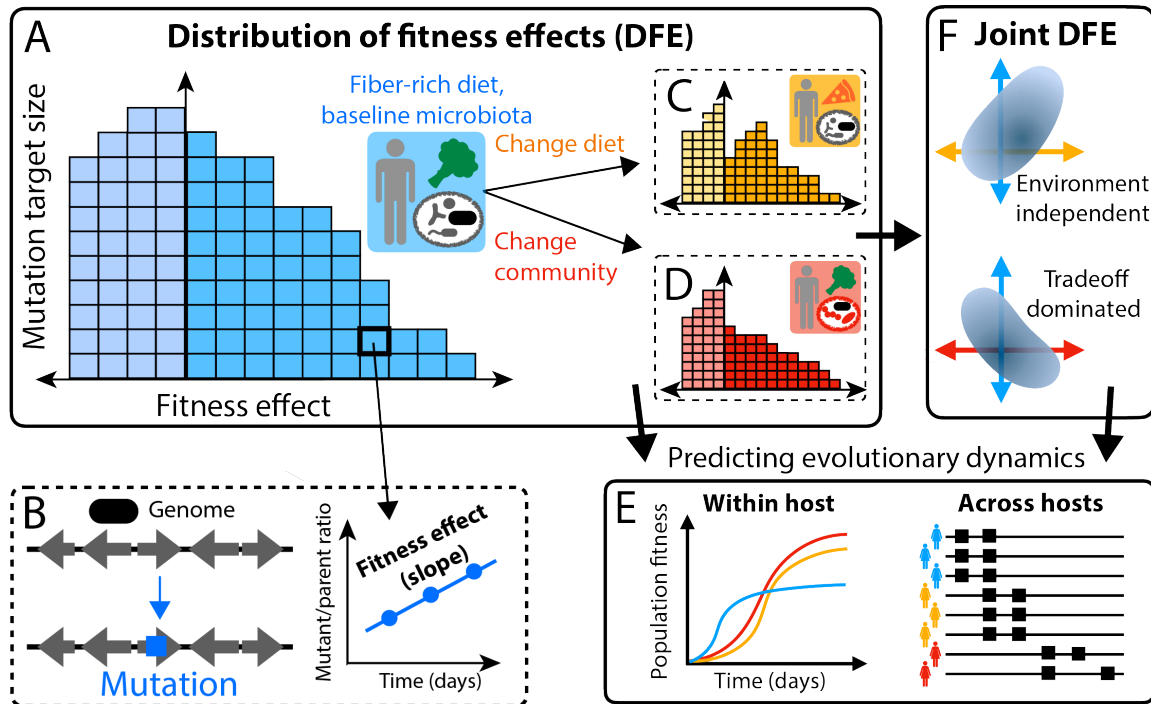 A
Distribution of fitness effects (DFE)
Mutation target size
Fitness effect
Fiber-rich diet,
baseline microbiota
Change diet
Change
community
C
D
F
Joint DFE
Environment
independent
Tradeoff
dominated
Predicting evolutionary dynamics
B
Genome
Mutation
Mutant/parent ratio
Fitness effect
(slope)
Time (days)
E
Within host
Population fitness
Time (days)
Across hosts